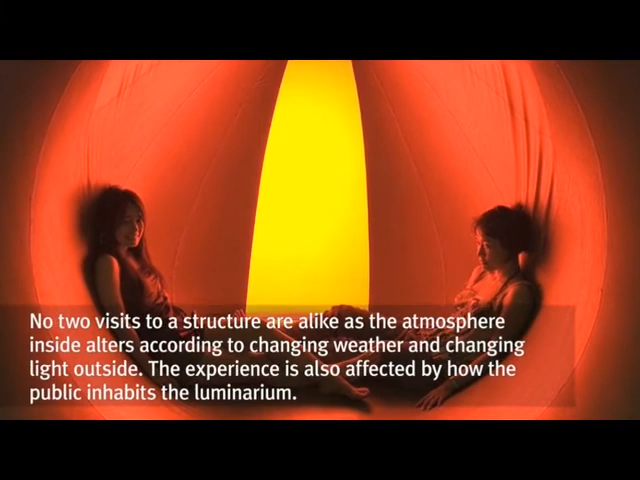 No two visits to a structure are alike as the atmosphere
inside alters according to changing weather and changing
light outside. The experience is also affected by how the
public inhabits the luminarium.